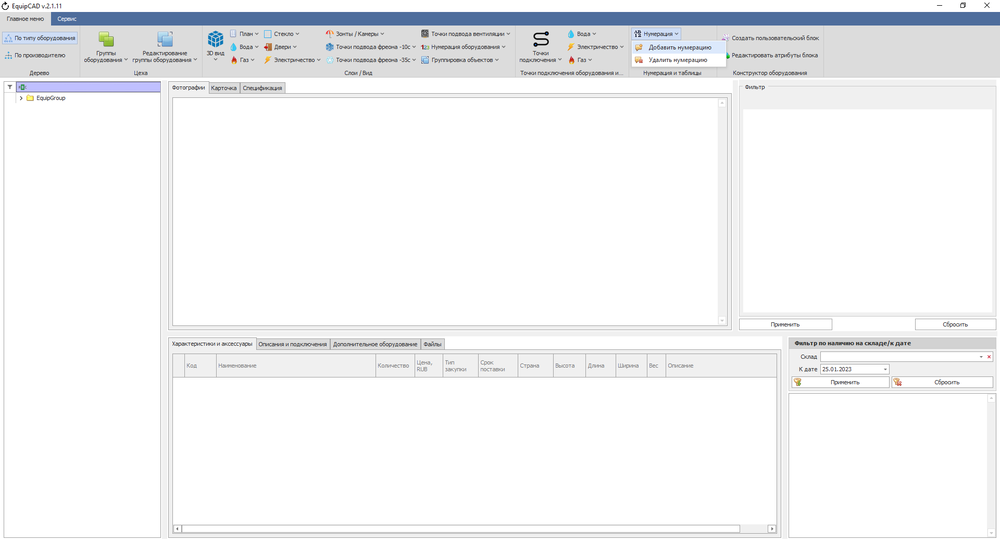 EquipCAD v.2.1.11
Главное меню
Сервис
По типу оборудования
По производителю
Дерево
Группы
оборудования
Редактирование
группы оборудования
Цеха
3D вид
План
Вода
Газ
Стекло
Двери
Электричество
Зонты / Камеры
Точки подвода фреона -10с
Точки подвода фреона -35с
Точки подвода вентиляции
123 Нумерация оборудования
Группировка объектов
Слои / Вид
Точки
подключения
Вода
Электричество
Газ
Точки подключения оборудования и...
AB
12
Нумерация
Добавить нумерацию
Удалить нумерацию
Нумерация и таблицы
Создать пользовательский блок
Редактировать атрибуты блока
Конструктор оборудования
EquipGroup
Фотографии
Карточка
Спецификация
Фильтр
Применить
Сбросить
Характеристики и аксессуары
Описания и подключения
Дополнительное оборудование
Файлы
Код
Наименование
Количество
Цена,
RUB
Тип
закупки
Срок
поставки
Страна
Высота
Длина
Ширина
Вес
Описание
Фильтр по наличию на складе/к дате
Склад
К дате
25.01.2023
Применить
Сбросить